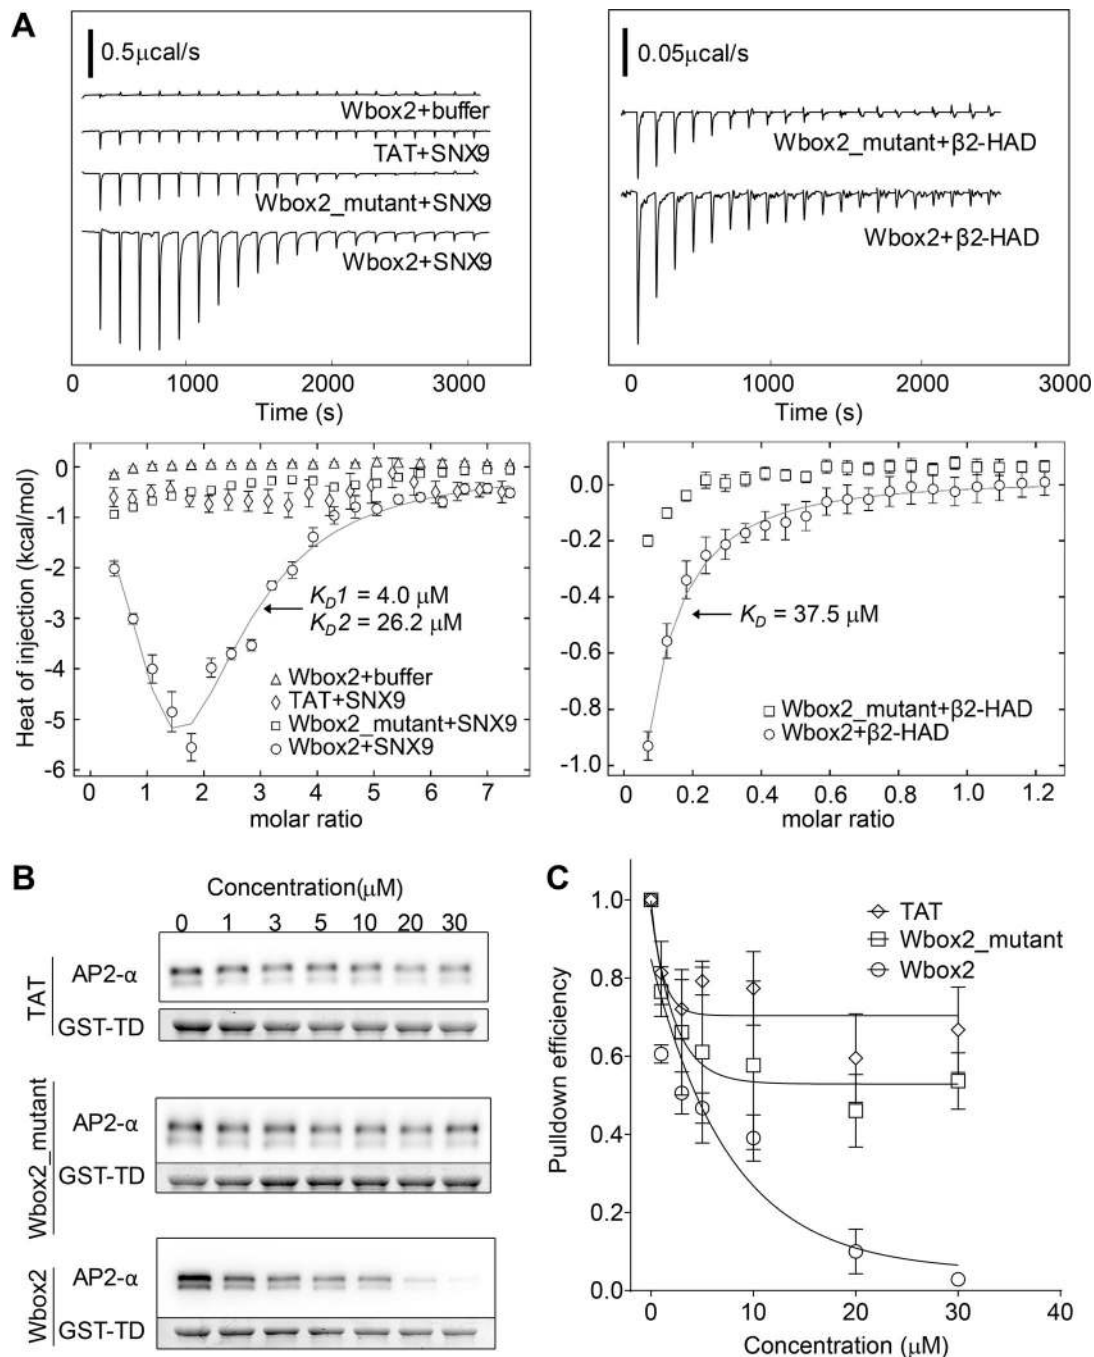 A
0.5μcal/s
Wbox2+buffer
TAT+SNX9
Wbox2_mutant+SNX9
Wbox2+SNX9
0 1000 2000 3000
Time (s)
0.05μcal/s
Wbox2_mutant+β2-HAD
Wbox2+β2-HAD
0 1000 2000 3000
Time (s)
Heat of injection (kcal/mol)
0
-1
-2
-3
-4
-5
-6
K_D1 = 4.0 μM
K_D2 = 26.2 μM
Wbox2+buffer
TAT+SNX9
Wbox2_mutant+SNX9
Wbox2+SNX9
0 1 2 3 4 5 6 7
molar ratio
0.0
-0.2
-0.4
-0.6
-0.8
-1.0
K_D = 37.5 μM
Wbox2_mutant+β2-HAD
Wbox2+β2-HAD
0 0.2 0.4 0.6 0.8 1.0 1.2
molar ratio
B
Concentration(μM)
0 1 3 5 10 20 30
TAT
AP2-α
GST-TD
Wbox2_mutant
AP2-α
GST-TD
Wbox2
AP2-α
GST-TD
C
Pulldown efficiency
1.0
0.8
0.6
0.4
0.2
0.0
TAT
Wbox2_mutant
Wbox2
0 10 20 30 40
Concentration (μM)